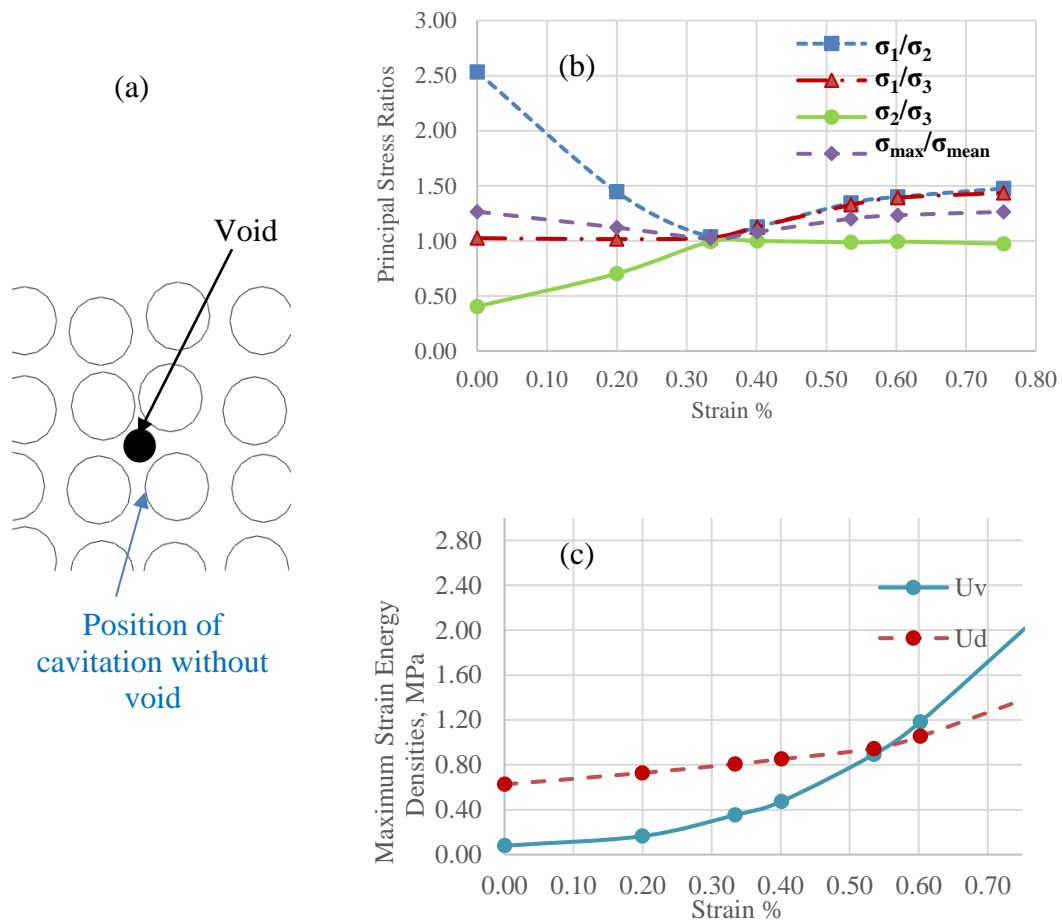 (a)
Void
Position of
cavitation without
void
(b)
Principal Stress Ratios
3.00
2.50
2.00
1.50
1.00
0.50
0.00
0.00 0.10 0.20 0.30 0.40 0.50 0.60 0.70 0.80
Strain %
σ1/σ2
σ1/σ3
σ2/σ3
σmax/σmean
(c)
Maximum Strain Energy
Densities, MPa
2.80
2.40
2.00
1.60
1.20
0.80
0.40
0.00
0.00 0.10 0.20 0.30 0.40 0.50 0.60 0.70
Strain %
Uv
Ud